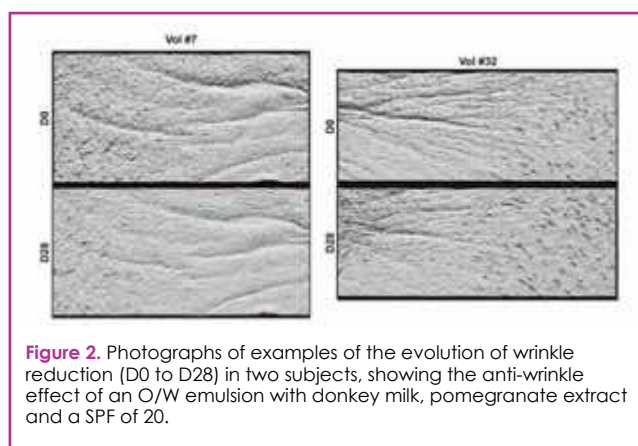 Vol #7
Vol #32
D0
D0
D28
D28
Figure 2. Photographs of examples of the evolution of wrinkle
reduction (D0 to D28) in two subjects, showing the anti-wrinkle
effect of an O/W emulsion with donkey milk, pomegranate extract
and a SPF of 20.